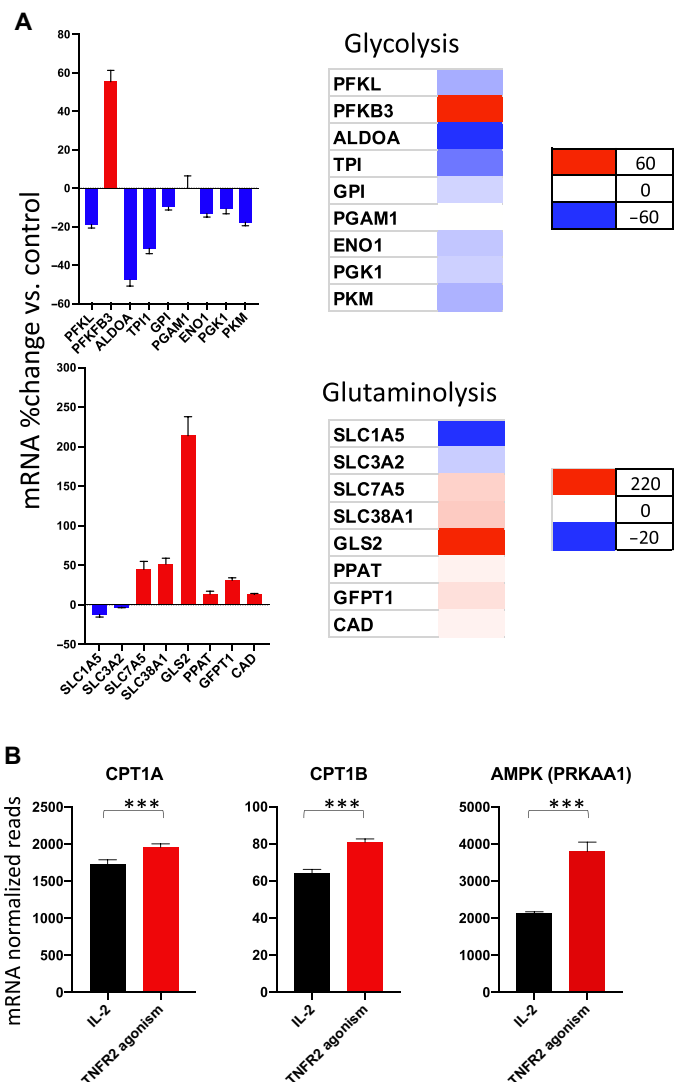 A
mRNA %change vs. control
80
60
40
20
0
−20
−40
−60
PFKL
PFKFB3
ALDOA
TPI1
GPI
PGAM1
ENO1
PGK1
PKM
Glycolysis
PFKL
PFKB3
ALDOA
TPI
GPI
PGAM1
ENO1
PGK1
PKM
60
0
−60
300
250
200
150
100
50
0
−50
SLC1A5
SLC3A2
SLC7A5
SLC38A1
GLS2
PPAT
GFPT1
CAD
Glutaminolysis
SLC1A5
SLC3A2
SLC7A5
SLC38A1
GLS2
PPAT
GFPT1
CAD
220
0
−20
B
mRNA normalized reads
CPT1A
***
2500
2000
1500
1000
500
0
IL-2
TNFR2 agonism
CPT1B
***
100
80
60
40
20
0
IL-2
TNFR2 agonism
AMPK (PRKAA1)
***
5000
4000
3000
2000
1000
0
IL-2
TNFR2 agonism